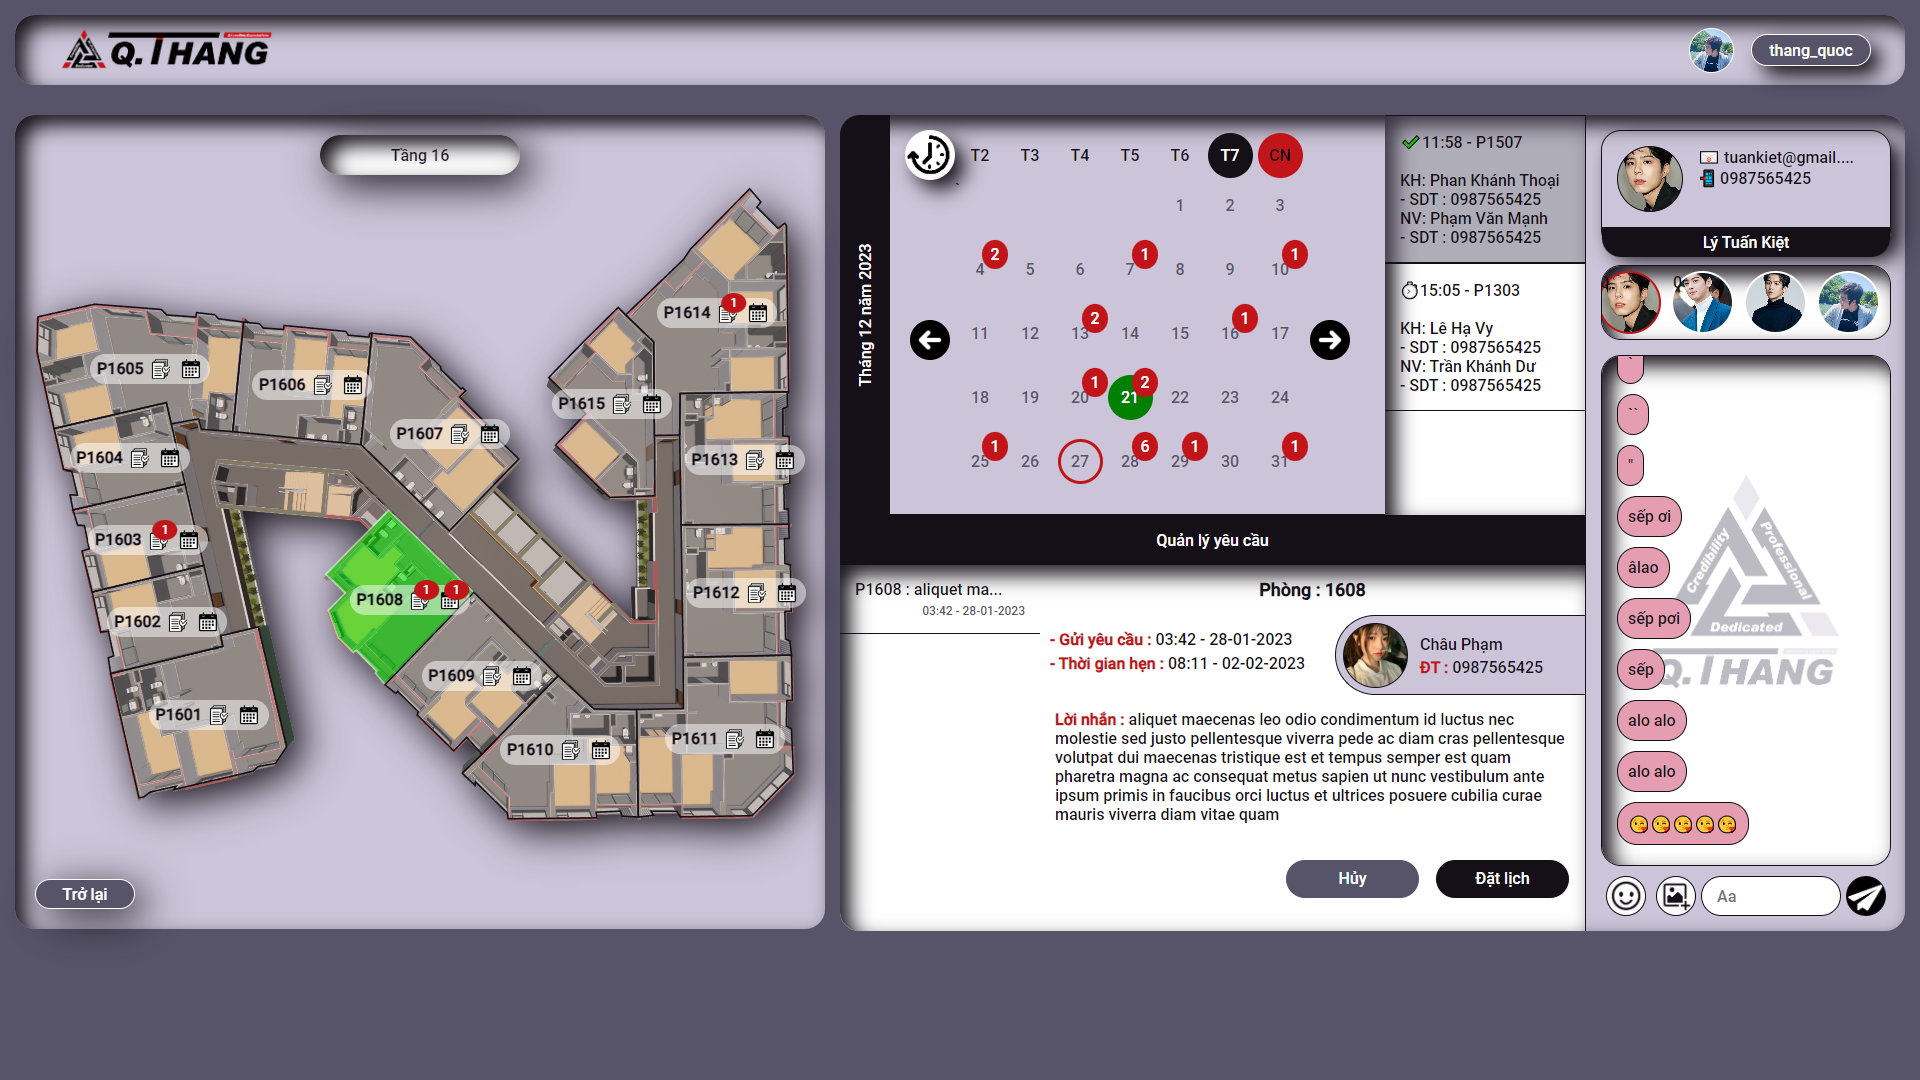 Q.THANG
thang_quoc
Tầng 16
P1614 1
P1605
P1606
P1615
P1607
P1604
P1613
P1603 1
P1608 1 1
P1612
P1602
P1609
P1601
P1611
P1610
Trở lại
Tháng 12 năm 2023
T2 T3 T4 T5 T6 T7 CN
1 2 3
4 2 5 6 7 1 8 9 10 1
11 12 13 2 14 15 16 1 17
18 19 20 1 21 2 22 23 24
25 1 26 27 28 6 29 1 30 31 1
11:58 - P1507
KH: Phan Khánh Thoại
- SDT : 0987565425
NV: Phạm Văn Mạnh
- SDT : 0987565425
15:05 - P1303
KH: Lê Hạ Vy
- SDT : 0987565425
NV: Trần Khánh Dư
- SDT : 0987565425
Quản lý yêu cầu
P1608 : aliquet ma...
03:42 - 28-01-2023
Phòng : 1608
- Gửi yêu cầu : 03:42 - 28-01-2023
- Thời gian hẹn : 08:11 - 02-02-2023
Châu Phạm
ĐT : 0987565425
Lời nhắn : aliquet maecenas leo odio condimentum id luctus nec
molestie sed justo pellentesque viverra pede ac diam cras pellentesque
volutpat dui maecenas tristique est et tempus semper est quam
pharetra magna ac consequat metus sapien ut nunc vestibulum ante
ipsum primis in faucibus orci luctus et ultrices posuere cubilia curae
mauris viverra diam vitae quam
Hủy
Đặt lịch
tuankiet@gmail....
0987565425
Lý Tuấn Kiệt
`
``
"
sếp ơi
âlao
sếp pơi
sếp
alo alo
alo alo
😘😘😘😘😘
Credibility
Professional
Dedicated
Q.THANG
Aa